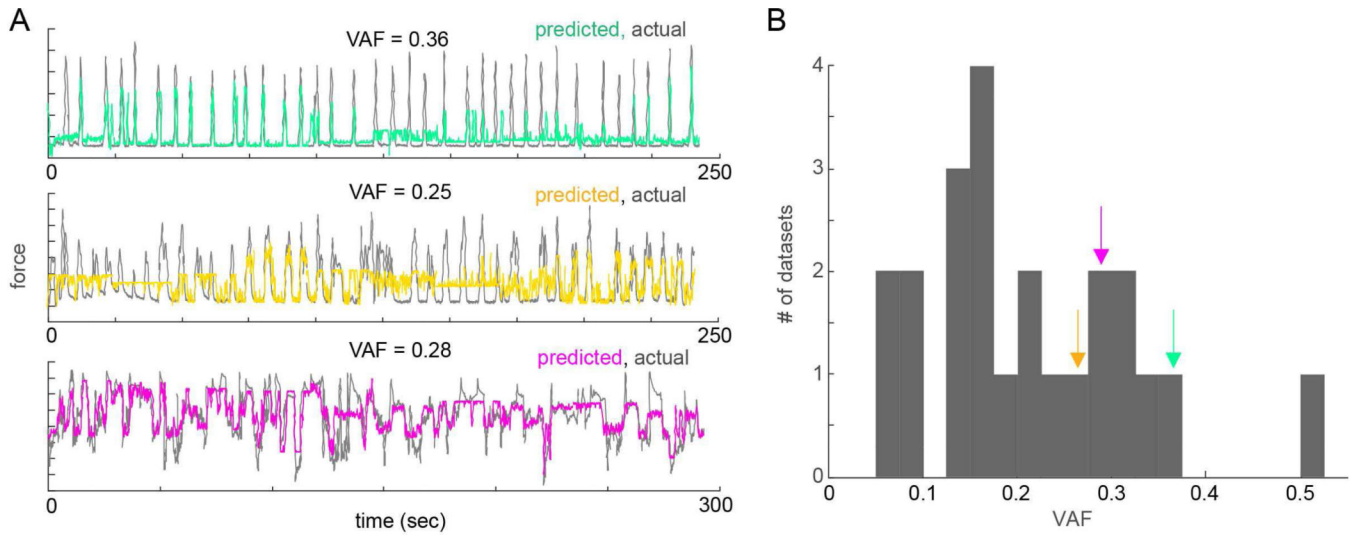 A
VAF = 0.36
predicted, actual
0
250
VAF = 0.25
predicted, actual
force
0
250
VAF = 0.28
predicted, actual
0
300
time (sec)
B
4
3
2
1
0
# of datasets
0
0.1
0.2
0.3
0.4
0.5
VAF